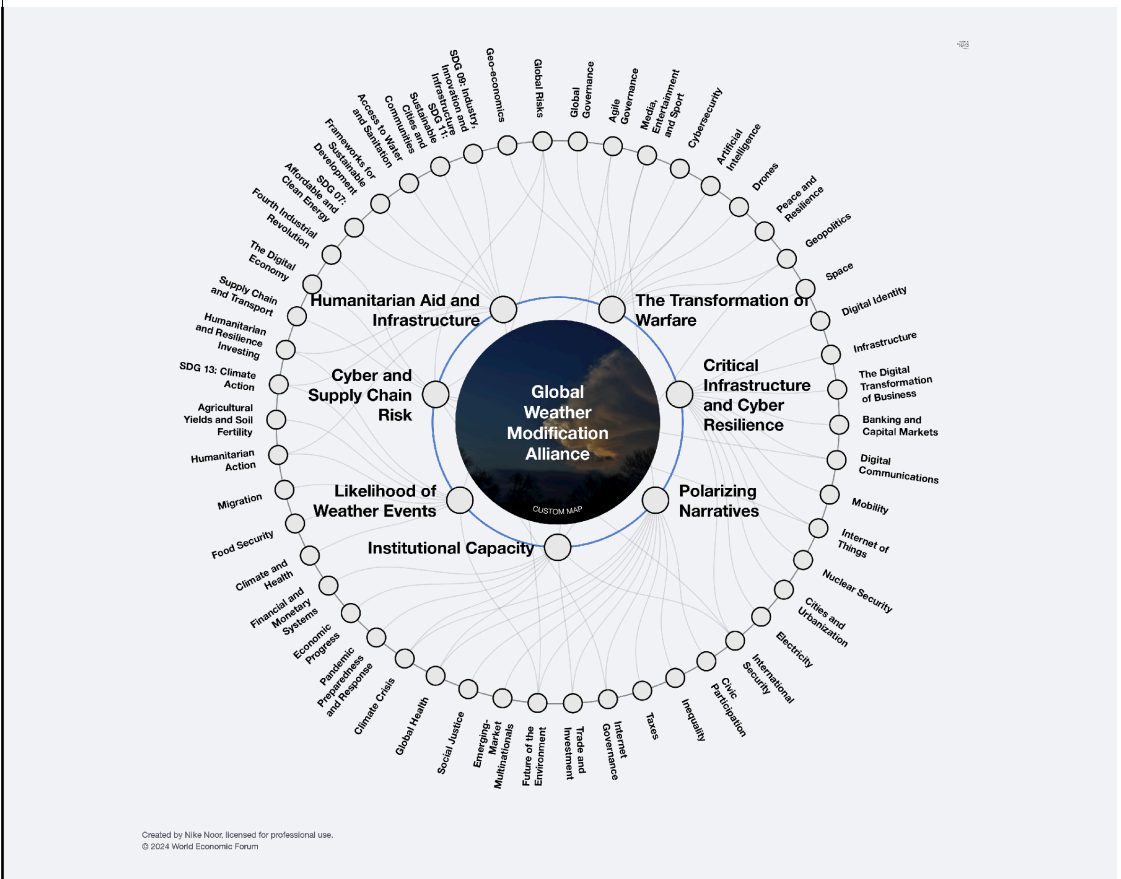 Global
Weather
Modification
Alliance
CUSTOM MAP
Humanitarian Aid and
Infrastructure
The Transformation of
Warfare
Critical
Infrastructure
and Cyber
Resilience
Polarizing
Narratives
Institutional Capacity
Likelihood of
Weather Events
Cyber and
Supply Chain
Risk
Global Risks
Global
Governance
Agile
Governance
Media,
Entertainment
and Sport
Cybersecurity
Artificial
Intelligence
Drones
Peace and
Resilience
Geopolitics
Space
Digital Identity
Infrastructure
The Digital
Transformation
of Business
Banking and
Capital Markets
Digital
Communications
Mobility
Internet of
Things
Nuclear Security
Cities and
Urbanization
Electricity
International
Security
Civic
Participation
Inequality
Taxes
Internet
Governance
Trade and
Investment
Future of the
Environment
Emerging-
Market
Multinationals
Social Justice
Global Health
Climate Crisis
Pandemic
Preparedness
and Response
Economic
Progress
Financial and
Monetary
Systems
Climate and
Health
Food Security
Migration
Humanitarian
Action
Agricultural
Yields and Soil
Fertility
SDG 13: Climate
Action
Humanitarian
and Resilience
Investing
Supply Chain
and Transport
The Digital
Economy
Fourth Industrial
Revolution
SDG 07:
Affordable and
Clean Energy
Frameworks for
Sustainable
Development
Access to Water
and Sanitation
SDG 11:
Sustainable
Cities and
Communities
SDG 09: Industry,
Innovation and
Infrastructure
Geo-economics
Created by Nike Noor, licensed for professional use.
© 2024 World Economic Forum